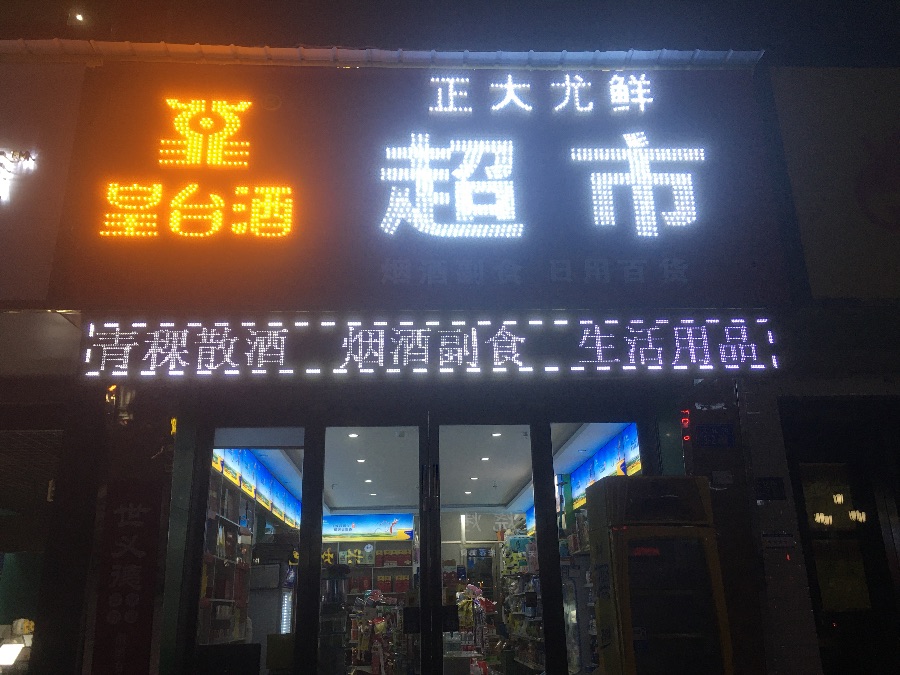 正大尤鲜
皇台酒
超市
烟酒副食 日用百货
青稞散酒 烟酒副食 生活用品